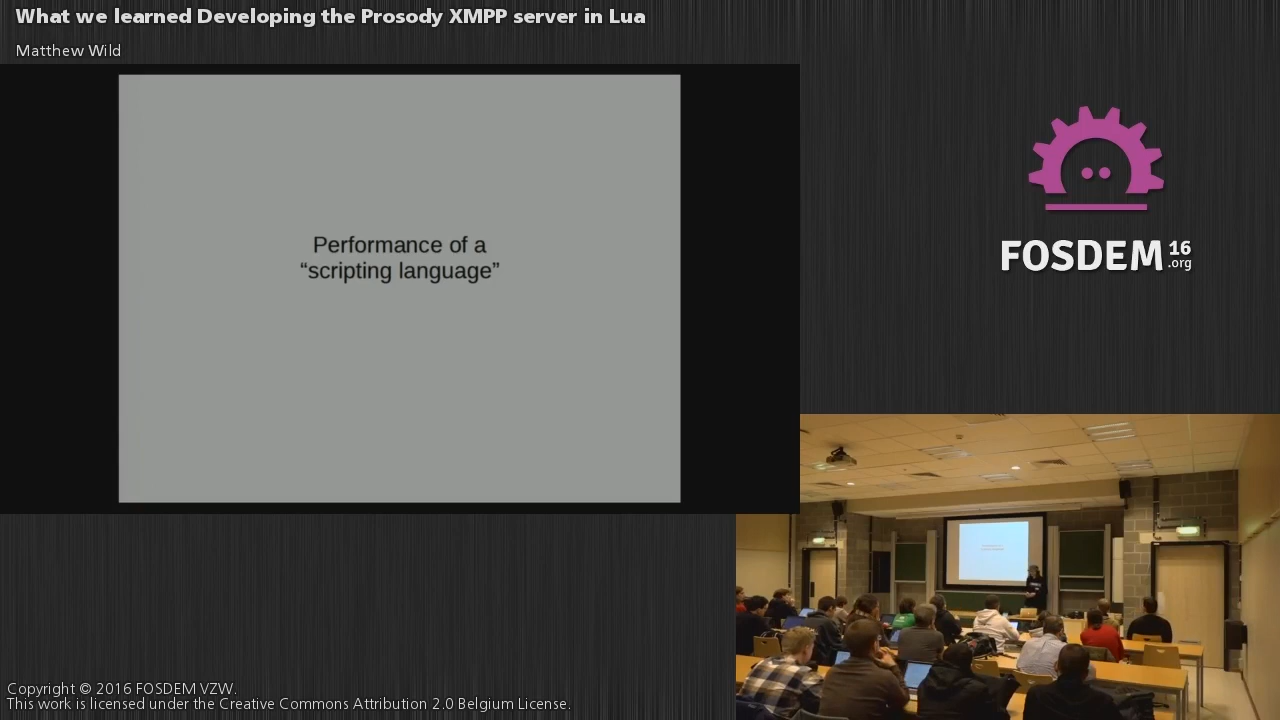 What we learned Developing the Prosody XMPP server in Lua
Matthew Wild
Performance of a
“scripting language”
FOSDEM 16
.org
Copyright © 2016 FOSDEM VZW.
This work is licensed under the Creative Commons Attribution 2.0 Belgium License.